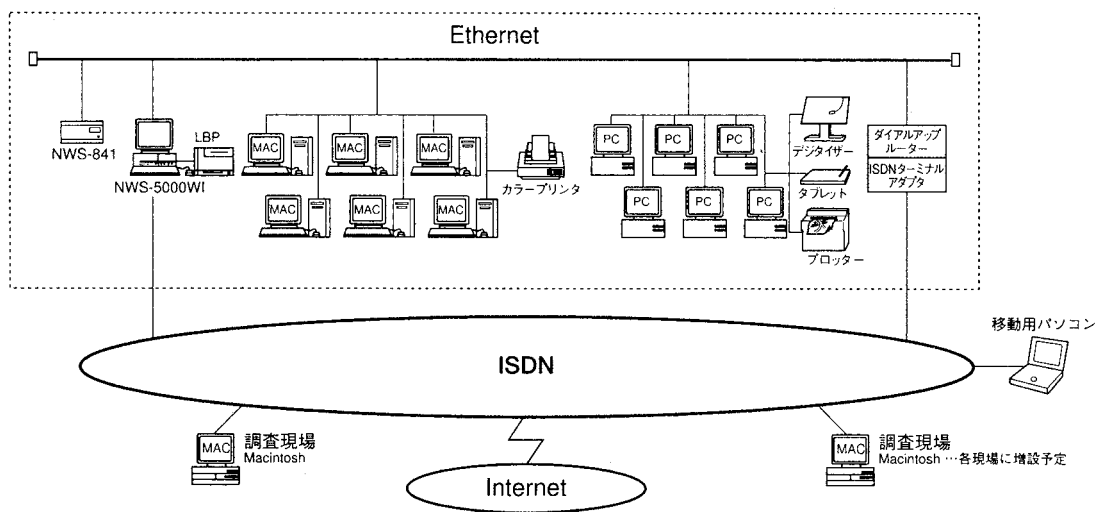 Ethernet
NWS-841
NWS-5000WI
LBP
MAC
MAC
MAC
MAC
MAC
MAC
カラープリンタ
PC
PC
PC
PC
PC
PC
デジタイザー
タブレット
プロッター
ダイアルアップ
ルーター
ISDNターミナル
アダプタ
ISDN
移動用パソコン
MAC
調査現場
Macintosh
Internet
MAC
調査現場
Macintosh …各現場に増設予定